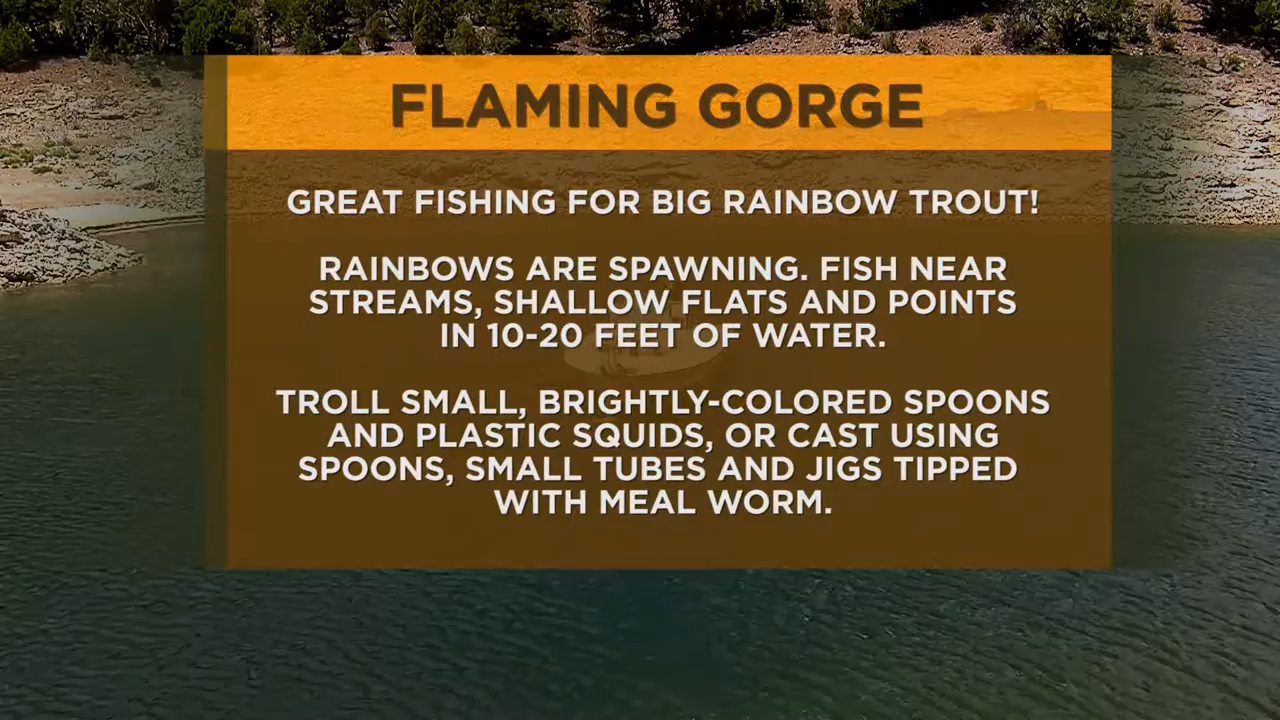 FLAMING GORGE
GREAT FISHING FOR BIG RAINBOW TROUT!
RAINBOWS ARE SPAWNING. FISH NEAR
STREAMS, SHALLOW FLATS AND POINTS
IN 10-20 FEET OF WATER.
TROLL SMALL, BRIGHTLY-COLORED SPOONS
AND PLASTIC SQUIDS, OR CAST USING
SPOONS, SMALL TUBES AND JIGS TIPPED
WITH MEAL WORM.